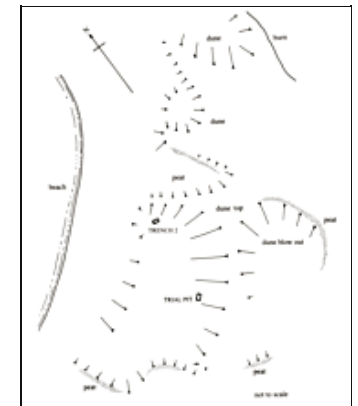 N
dune
burn
dune
peat
beach
dune top
TRENCH 2
dune blow out
peat
TRIAL PIT
peat
peat
not to scale